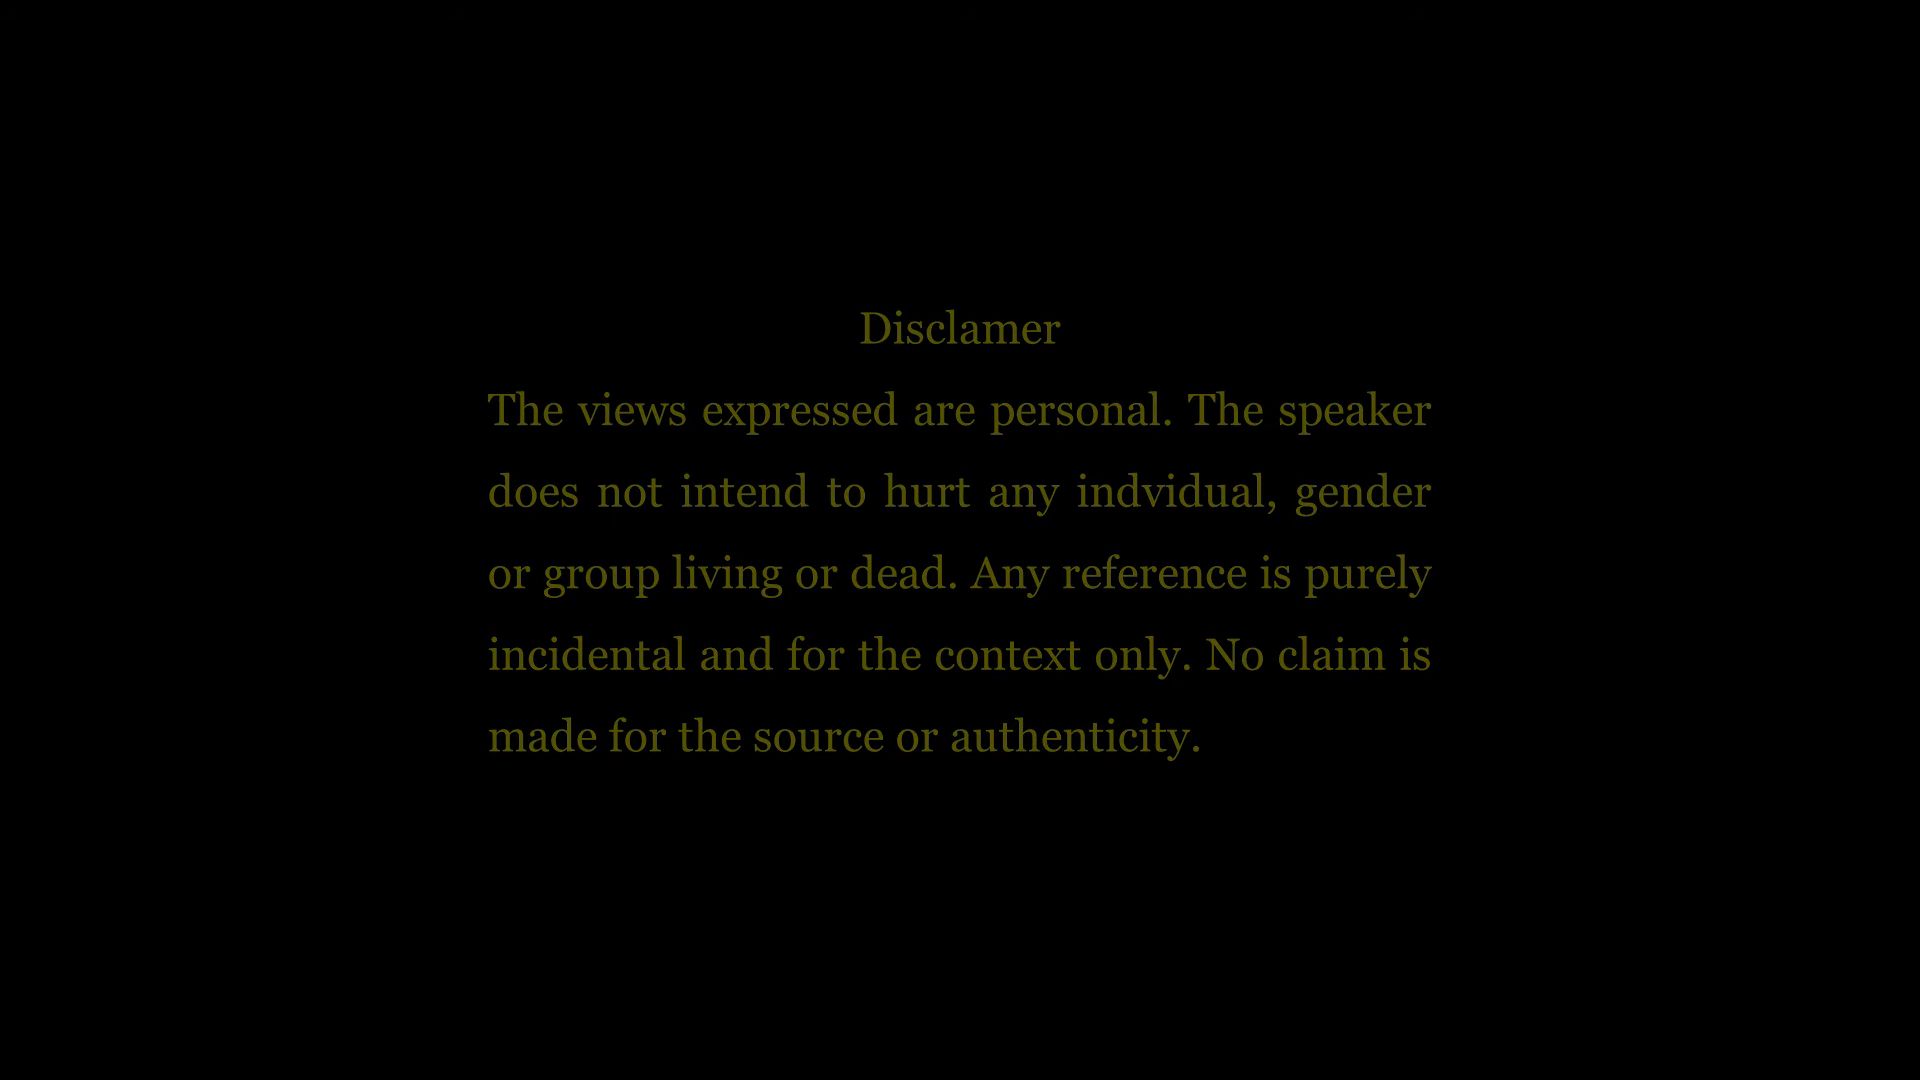 Disclamer
The views expressed are personal. The speaker
does not intend to hurt any indvidual, gender
or group living or dead. Any reference is purely
incidental and for the context only. No claim is
made for the source or authenticity.